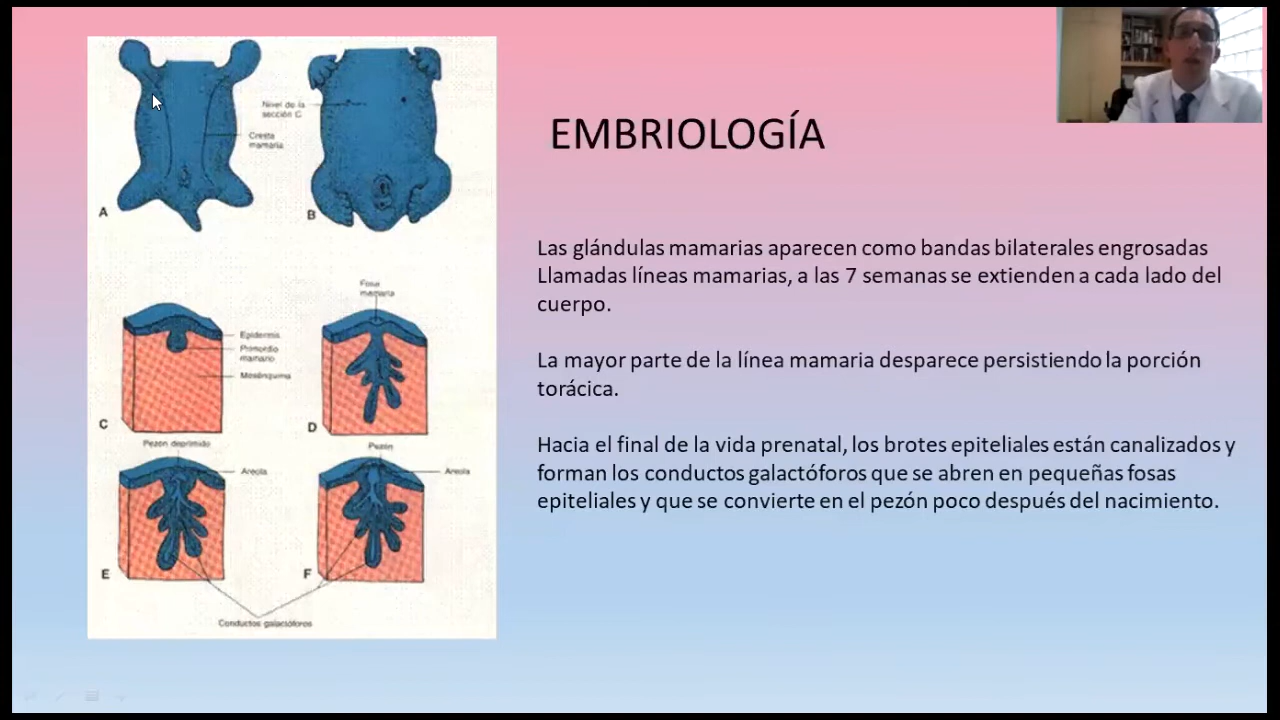 EMBRIOLOGÍA
Las glándulas mamarias aparecen como bandas bilaterales engrosadas
Llamadas líneas mamarias, a las 7 semanas se extienden a cada lado del
cuerpo.
La mayor parte de la línea mamaria desparece persistiendo la porción
torácica.
Hacia el final de la vida prenatal, los brotes epiteliales están canalizados y
forman los conductos galactóforos que se abren en pequeñas fosas
epiteliales y que se convierte en el pezón poco después del nacimiento.
Nivel de la
sección C
Cresta
mamaria
A
B
Fosa
mamaria
Epidermis
Primordio
mamario
Mesénquima
C
D
Pezón deprimido
Pezón
Areola
Areola
E
F
Conductos galactóforos